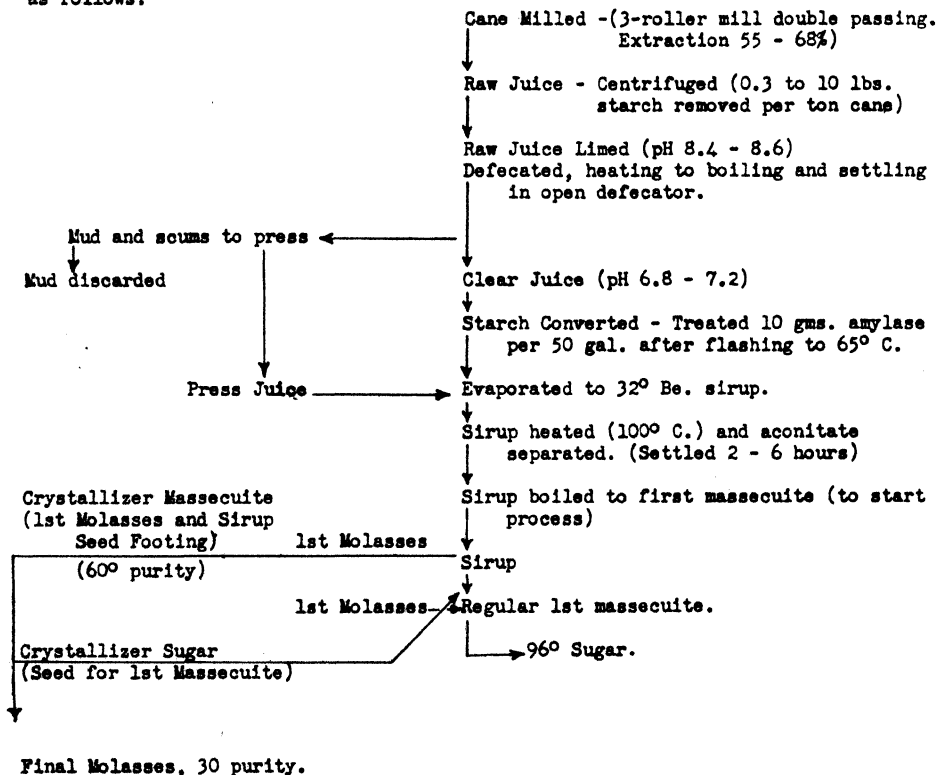 as follows:
Cane Milled -(3-roller mill double passing.
Extraction 55 - 68%)
Raw Juice - Centrifuged (0.3 to 10 lbs.
starch removed per ton cane)
Raw Juice Limed (pH 8.4 - 8.6)
Defecated, heating to boiling and settling
in open defecator.
Mud and scums to press
Mud discarded
Clear Juice (pH 6.8 - 7.2)
Starch Converted - Treated 10 gms. amylase
per 50 gal. after flashing to 65° C.
Press Juice
Evaporated to 32° Be. sirup.
Sirup heated (100° C.) and aconitate
separated. (Settled 2 - 6 hours)
Crystallizer Massecuite
(1st Molasses and Sirup
Seed Footing)
(60° purity)
Sirup boiled to first massecuite (to start
process)
1st Molasses
Sirup
1st Molasses
Regular 1st massecuite.
Crystallizer Sugar
(Seed for 1st Massecuite)
96° Sugar.
Final Molasses, 30 purity.